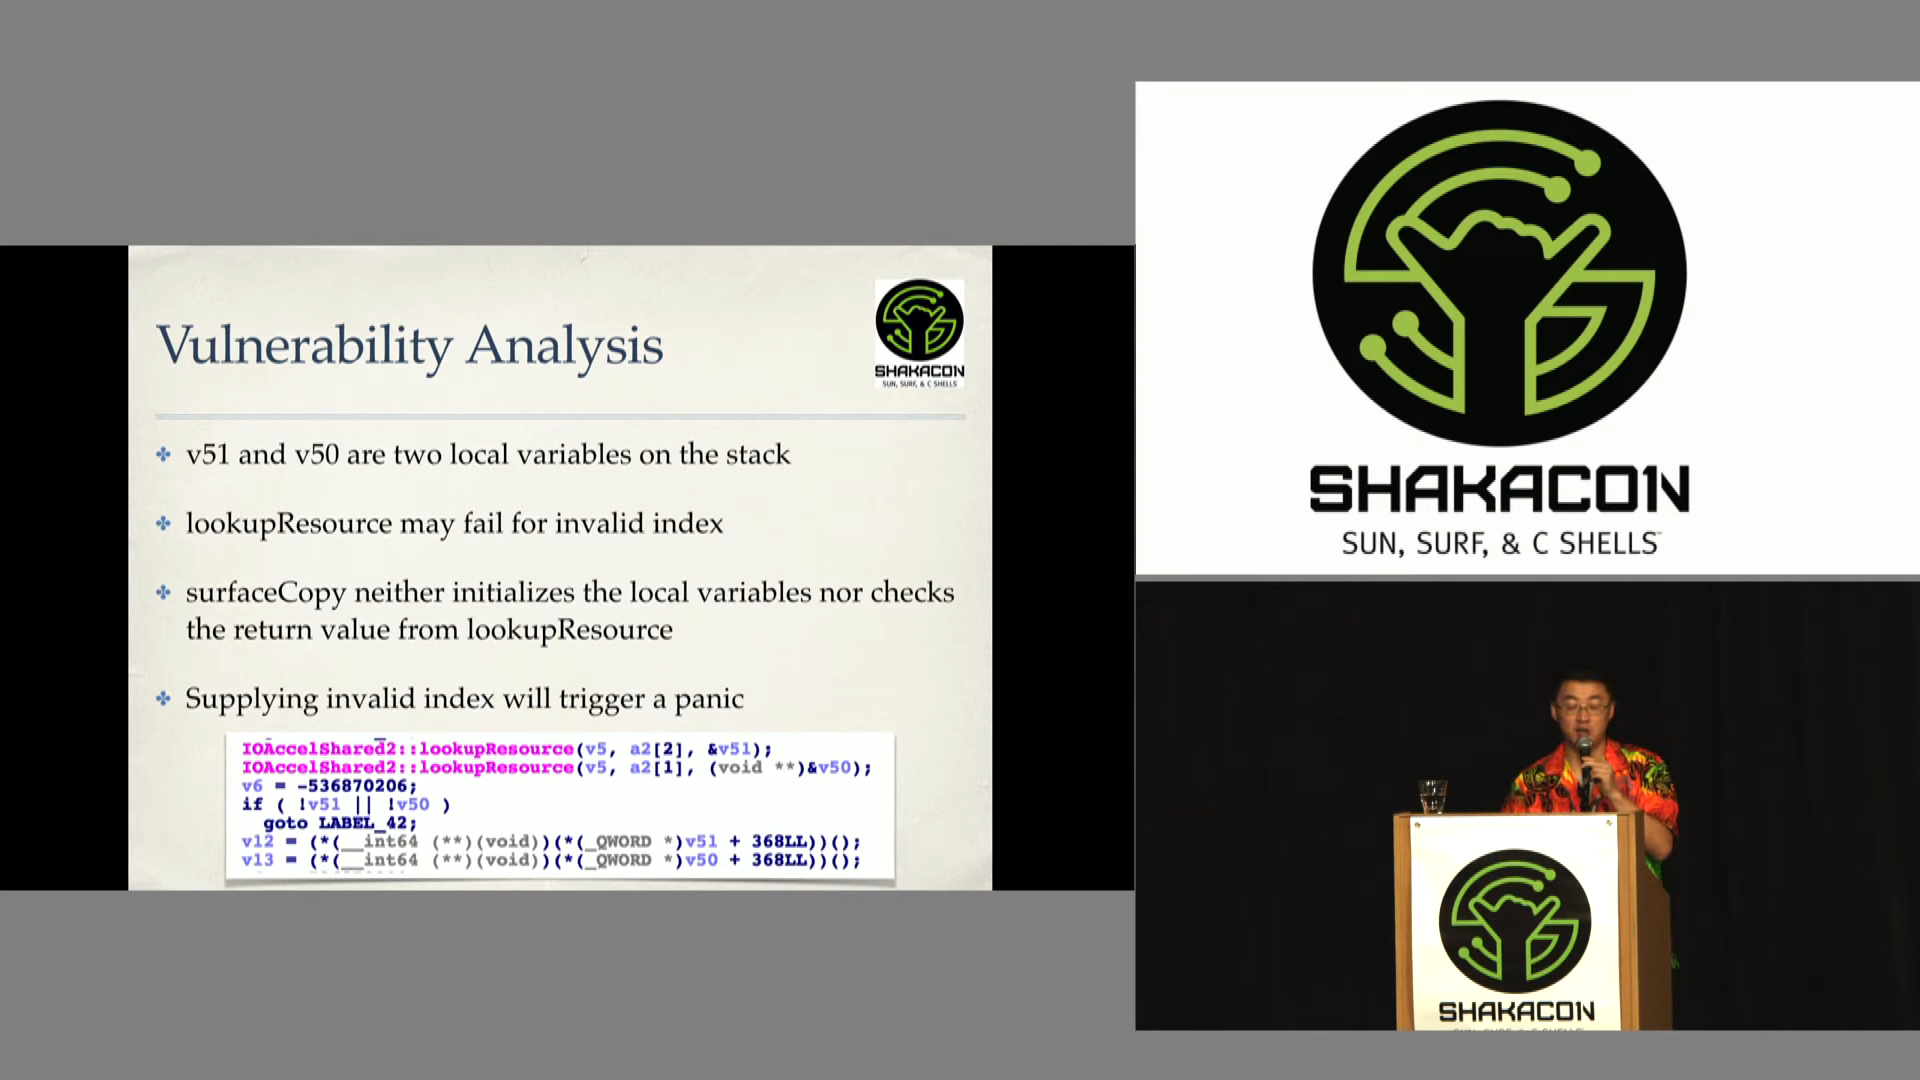 Vulnerability Analysis
SHAKACON
SUN, SURF, & C SHELLS
v51 and v50 are two local variables on the stack
lookupResource may fail for invalid index
surfaceCopy neither initializes the local variables nor checks
the return value from lookupResource
Supplying invalid index will trigger a panic
IOAccelShared2::lookupResource(v5, a2[2], &v51);
IOAccelShared2::lookupResource(v5, a2[1], (void **)&v50);
v6 = -536870206;
if ( !v51 || !v50 )
goto LABEL_42;
v12 = (*(__int64 (**)(void))(*(_QWORD *)v51 + 368LL))();
v13 = (*(__int64 (**)(void))(*(_QWORD *)v50 + 368LL))();
SHAKACON
SUN, SURF, & C SHELLS
SHAKACON